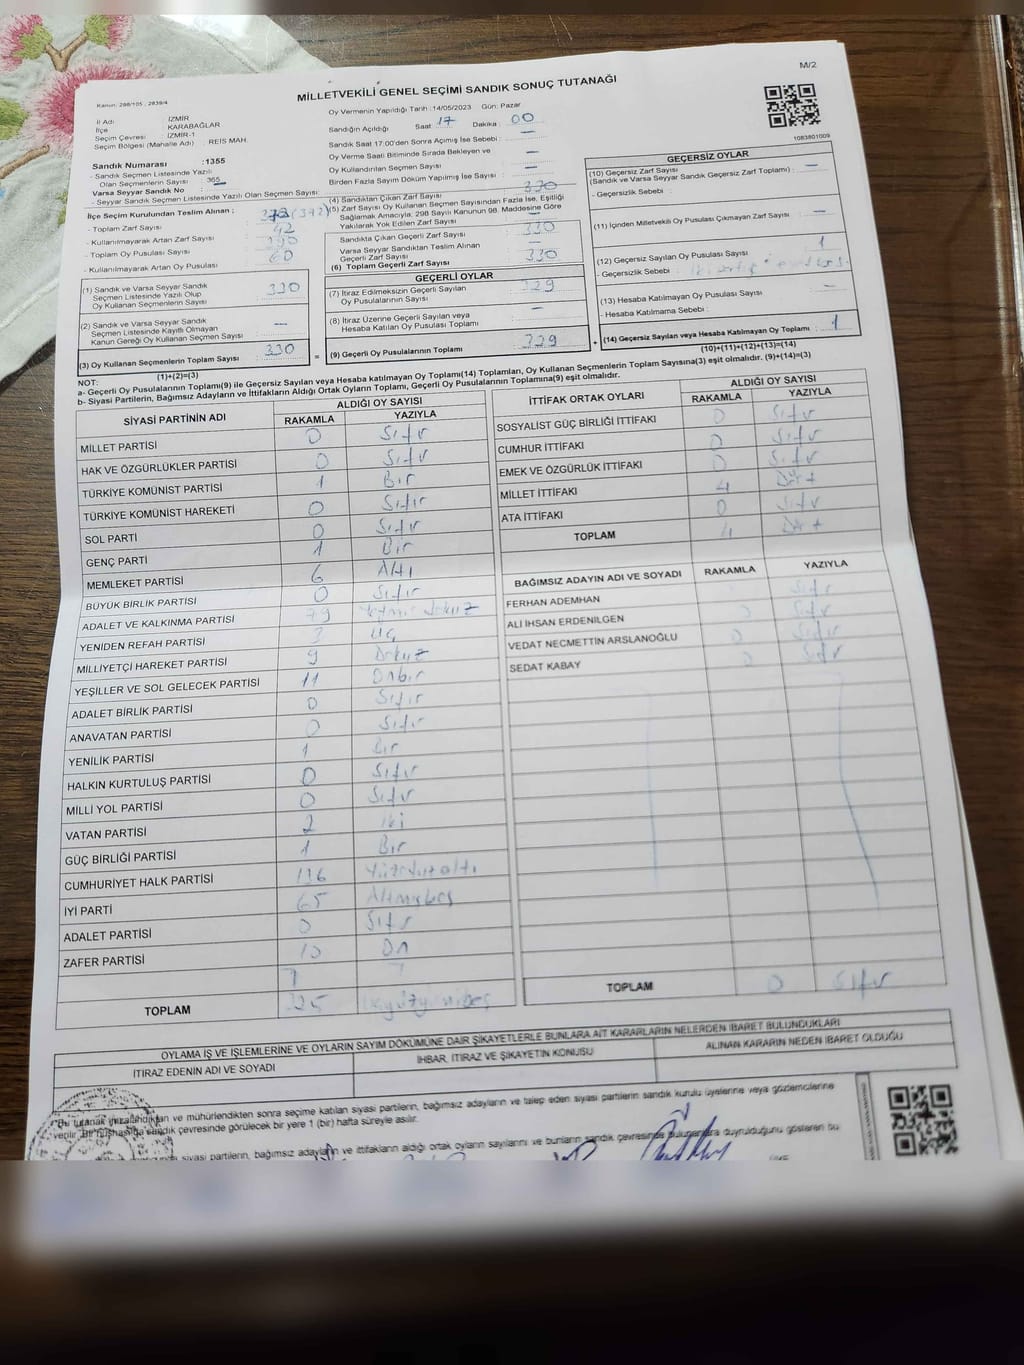 M/2
MİLLETVEKİLİ GENEL SEÇİMİ SANDIK SONUÇ TUTANAĞI
Kanun: 298/105, 2839/4
İl Adı : İZMİR
İlçe : KARABAĞLAR
Seçim Çevresi : İZMİR-1
Seçim Bölgesi (Mahalle Adı) : REİS MAH.
Sandık Numarası :1355
- Sandık Seçmen Listesinde Yazılı
Olan Seçmenlerin Sayısı : 365
Varsa Seyyar Sandık No :
- Seyyar Sandık Seçmen Listesinde Yazılı Olan Seçmen Sayısı:
İlçe Seçim Kurulundan Teslim Alınan ;
- Toplam Zarf Sayısı : (372)
- Kullanılmayarak Artan Zarf Sayısı : 42
- Toplam Oy Pusulası Sayısı :
- Kullanılmayarak Artan Oy Pusulası : 60
Oy Vermenin Yapıldığı Tarih :14/05/2023 Gün: Pazar
Sandığın Açıldığı Saat : 17 Dakika : 00
Sandık Saat 17:00'den Sonra Açılmış İse Sebebi : —
Oy Verme Saati Bitiminde Sırada Bekleyen ve
Oy Kullandırılan Seçmen Sayısı : —
Birden Fazla Sayım Döküm Yapılmış İse Sayısı : —
(4) Sandıktan Çıkan Zarf Sayısı : 330
(5) Zarf Sayısı Oy Kullanan Seçmen Sayısından Fazla İse, Eşitliği
Sağlamak Amacıyla, 298 Sayılı Kanunun 98. Maddesine Göre
Yakılarak Yok Edilen Zarf Sayısı : —
Sandıkta Çıkan Geçerli Zarf Sayısı : 330
Varsa Seyyar Sandıktan Teslim Alınan
Geçerli Zarf Sayısı : —
(6) Toplam Geçerli Zarf Sayısı : 330
1083801009
GEÇERSİZ OYLAR
(10) Geçersiz Zarf Sayısı : —
(Sandık ve Varsa Seyyar Sandık Geçersiz Zarf Toplamı) :
- Geçersizlik Sebebi :
(11) İçinden Milletvekili Oy Pusulası Çıkmayan Zarf Sayısı : —
(12) Geçersiz Sayılan Oy Pusulası Sayısı : 1
- Geçersizlik Sebebi :
(13) Hesaba Katılmayan Oy Pusulası Sayısı : —
- Hesaba Katılmama Sebebi :
(14) Geçersiz Sayılan veya Hesaba Katılmayan Oy Toplamı : 1
(10)+(11)+(12)+(13)=(14)
(1) Sandık ve Varsa Seyyar Sandık
Seçmen Listesinde Yazılı Olup
Oy Kullanan Seçmenlerin Sayısı : 330
(2) Sandık ve Varsa Seyyar Sandık
Seçmen Listesinde Kayıtlı Olmayan
Kanun Gereği Oy Kullanan Seçmen Sayısı : —
(3) Oy Kullanan Seçmenlerin Toplam Sayısı : 330
(1)+(2)=(3)
GEÇERLİ OYLAR
(7) İtiraz Edilmeksizin Geçerli Sayılan
Oy Pusulalarının Sayısı : 329
(8) İtiraz Üzerine Geçerli Sayılan veya
Hesaba Katılan Oy Pusulası Toplamı : —
= (9) Geçerli Oy Pusulalarının Toplamı : 329 +
NOT:
a- Geçerli Oy Pusulalarının Toplamı(9) ile Geçersiz Sayılan veya Hesaba katılmayan Oy Toplamı(14) Toplamları, Oy Kullanan Seçmenlerin Toplam Sayısına(3) eşit olmalıdır. (9)+(14)=(3)
b- Siyasi Partilerin, Bağımsız Adayların ve İttifakların Aldığı Ortak Oyların Toplamı, Geçerli Oy Pusulalarının Toplamına(9) eşit olmalıdır.
SİYASİ PARTİNİN ADI ALDIĞI OY SAYISI
RAKAMLA YAZIYLA
MİLLET PARTİSİ 0 Sıfır
HAK VE ÖZGÜRLÜKLER PARTİSİ 0 Sıfır
TÜRKİYE KOMÜNİST PARTİSİ 1 Bir
TÜRKİYE KOMÜNİST HAREKETİ 0 Sıfır
SOL PARTİ 0 Sıfır
GENÇ PARTİ 1 Bir
MEMLEKET PARTİSİ 6 Altı
BÜYÜK BİRLİK PARTİSİ 0 Sıfır
ADALET VE KALKINMA PARTİSİ 79 Yetmiş dokuz
YENİDEN REFAH PARTİSİ 3 Üç
MİLLİYETÇİ HAREKET PARTİSİ 9 Dokuz
YEŞİLLER VE SOL GELECEK PARTİSİ 11 Onbir
ADALET BİRLİK PARTİSİ 0 Sıfır
ANAVATAN PARTİSİ 0 Sıfır
YENİLİK PARTİSİ 1 Bir
HALKIN KURTULUŞ PARTİSİ 0 Sıfır
MİLLİ YOL PARTİSİ 0 Sıfır
VATAN PARTİSİ 2 İki
GÜÇ BİRLİĞİ PARTİSİ 1 Bir
CUMHURİYET HALK PARTİSİ 136 Yüzotuzaltı
İYİ PARTİ 65 Altmışbeş
ADALET PARTİSİ 0 Sıfır
ZAFER PARTİSİ 10 On
TOPLAM 325 Üçyüzyirmibeş
İTTİFAK ORTAK OYLARI ALDIĞI OY SAYISI
RAKAMLA YAZIYLA
SOSYALİST GÜÇ BİRLİĞİ İTTİFAKI 0 Sıfır
CUMHUR İTTİFAKI 0 Sıfır
EMEK VE ÖZGÜRLÜK İTTİFAKI 0 Sıfır
MİLLET İTTİFAKI 4 Dört
ATA İTTİFAKI 0 Sıfır
TOPLAM 4 Dört
BAĞIMSIZ ADAYIN ADI VE SOYADI RAKAMLA YAZIYLA
FERHAN ADEMHAN Sıfır
ALİ İHSAN ERDENİLGEN 0 Sıfır
VEDAT NECMETTİN ARSLANOĞLU 0 Sıfır
SEDAT KABAY 0 Sıfır
TOPLAM 0 Sıfır
OYLAMA İŞ VE İŞLEMLERİNE VE OYLARIN SAYIM DÖKÜMÜNE DAİR ŞİKAYETLERLE BUNLARA AİT KARARLARIN NELERDEN İBARET BULUNDUKLARI
İTİRAZ EDENİN ADI VE SOYADI İHBAR, İTİRAZ VE ŞİKAYETİN KONUSU ALINAN KARARIN NEDEN İBARET OLDUĞU
Bu tutanak imzalandıktan ve mühürlendikten sonra seçime katılan siyasi partilerin, bağımsız adayların ve talep eden siyasi partilerin sandık kurulu üyelerine veya gözlemcilerine
verilir. Bir nüshası da sandık çevresinde görülecek bir yere 1 (bir) hafta süreyle asılır.
siyasi partilerin, bağımsız adayların ve ittifakların aldığı ortak oyların sayılarını ve bunların sandık çevresinde bulunanlara duyrulduğunu gösteren bu